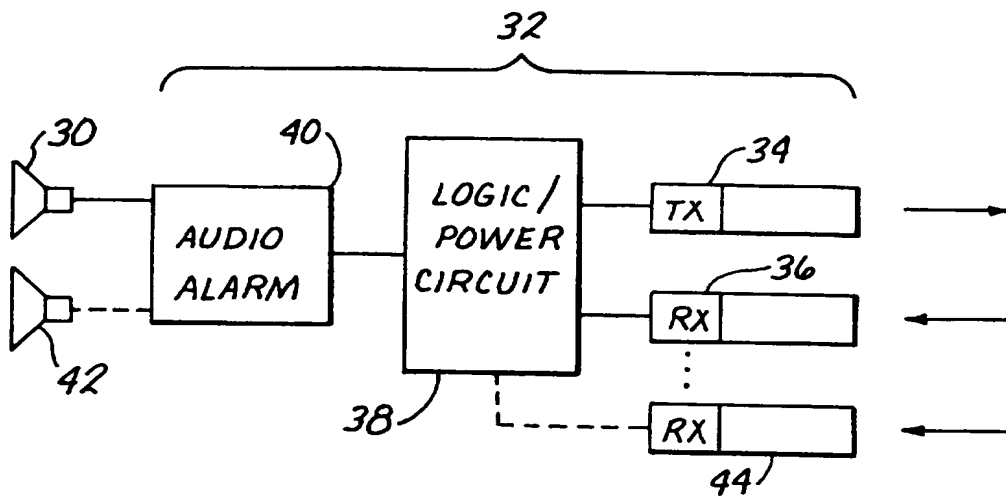 32
30
40
34
LOGIC/
POWER
CIRCUIT
TX
AUDIO
ALARM
36
RX
42
38
RX
44